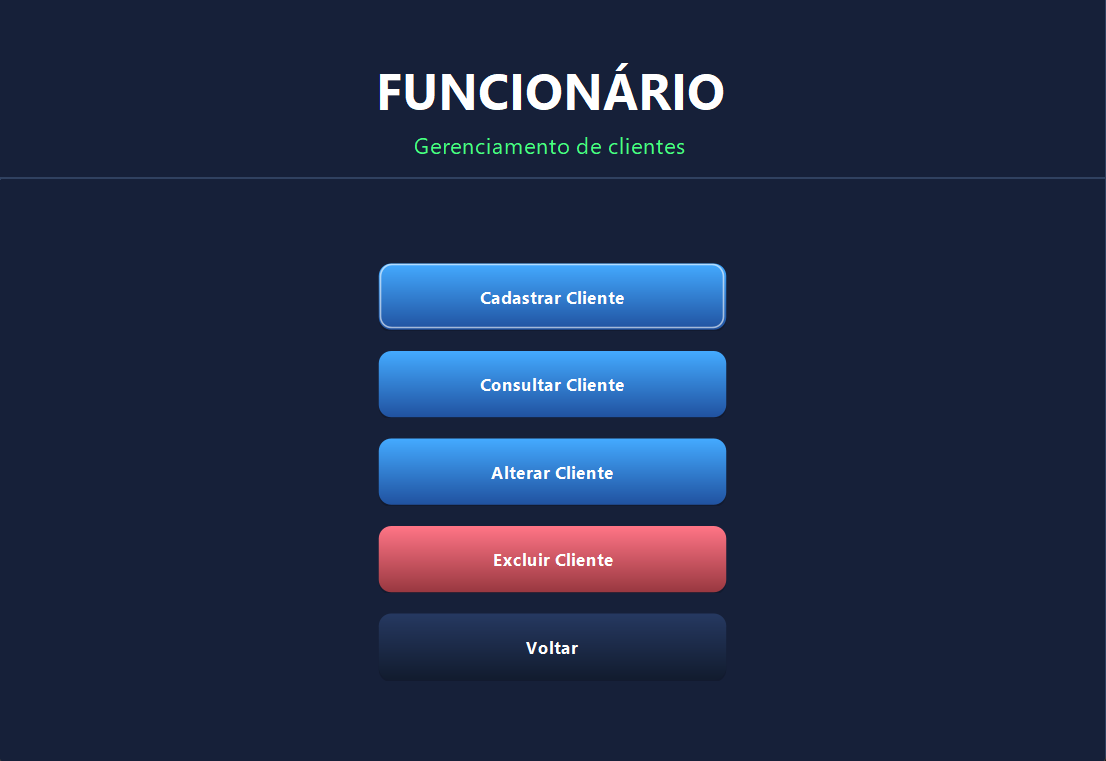 FUNCIONÁRIO
Gerenciamento de clientes
Cadastrar Cliente
Consultar Cliente
Alterar Cliente
Excluir Cliente
Voltar